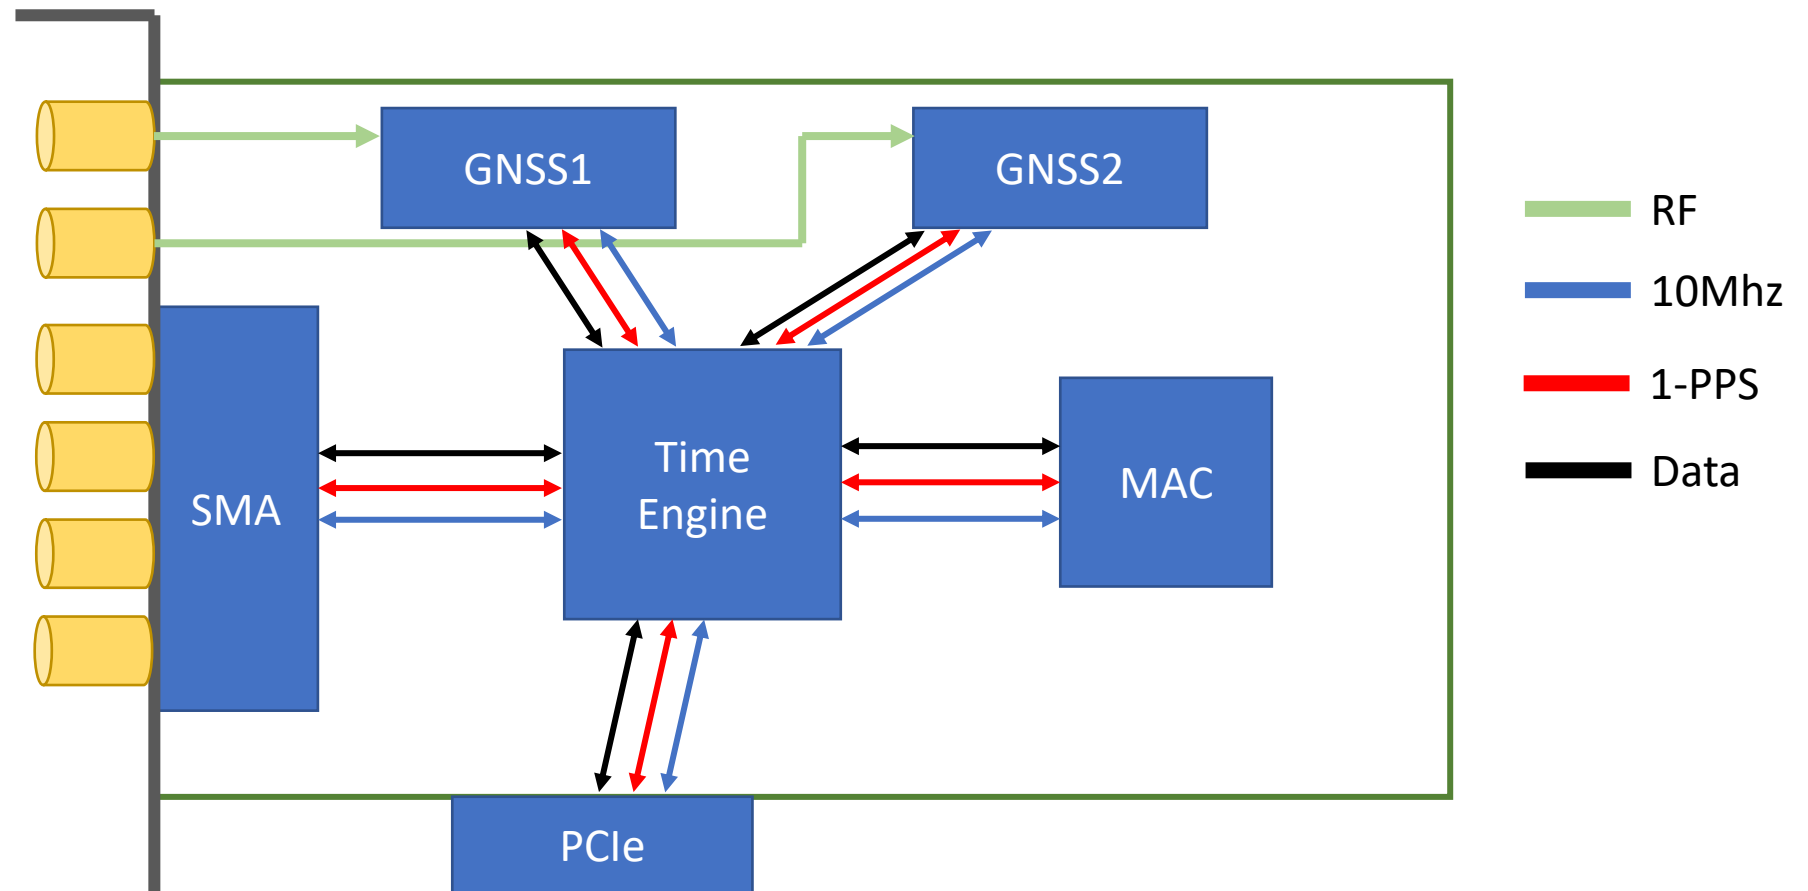 GNSS1
GNSS2
RF
10Mhz
1-PPS
Data
SMA
Time
Engine
MAC
PCIe